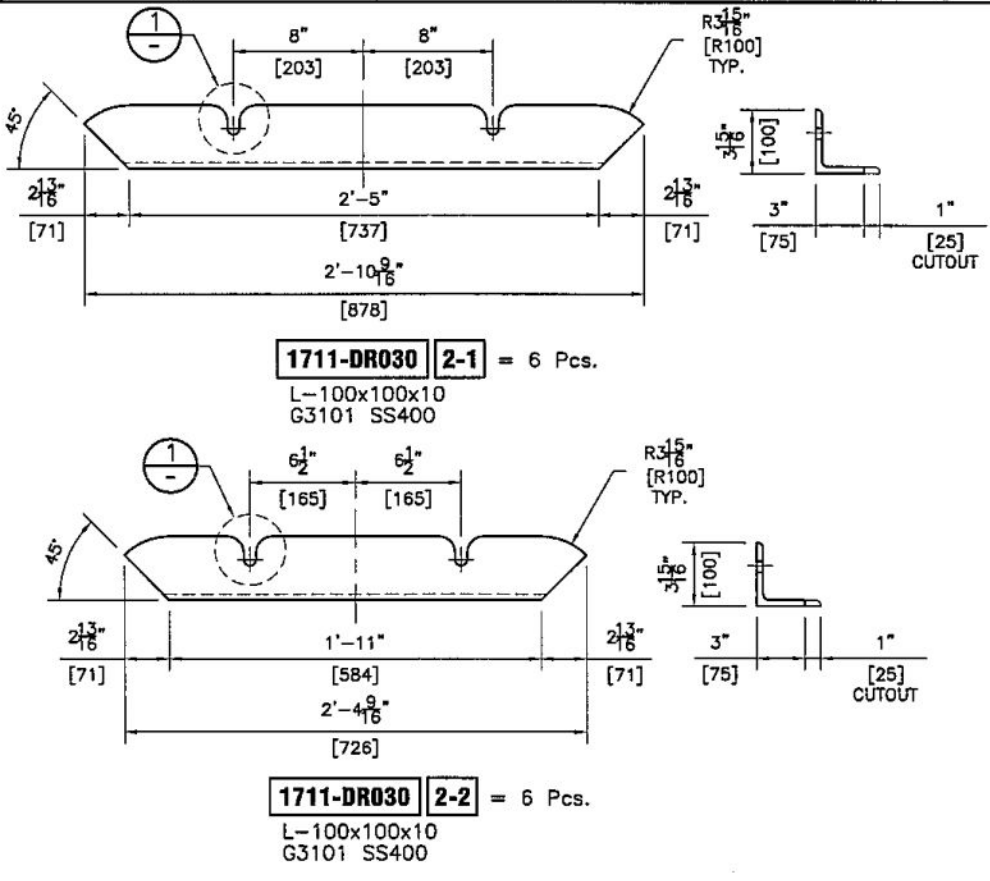 1
-
8" 8"
[203] [203]
R3 15/16"
[R100]
TYP.
45°
3 15/16"
[100]
2 13/16" 2'-5" 2 13/16"
[71] [737] [71]
2'-10 9/16"
[878]
3" 1"
[75] [25]
CUTOUT
1711-DR030 2-1 = 6 Pcs.
L-100x100x10
G3101 SS400
1
-
6 1/2" 6 1/2"
[165] [165]
R3 15/16"
[R100]
TYP.
45°
3 15/16"
[100]
2 13/16" 1'-11" 2 13/16"
[71] [584] [71]
2'-4 9/16"
[726]
3" 1"
[75] [25]
CUTOUT
1711-DR030 2-2 = 6 Pcs.
L-100x100x10
G3101 SS400